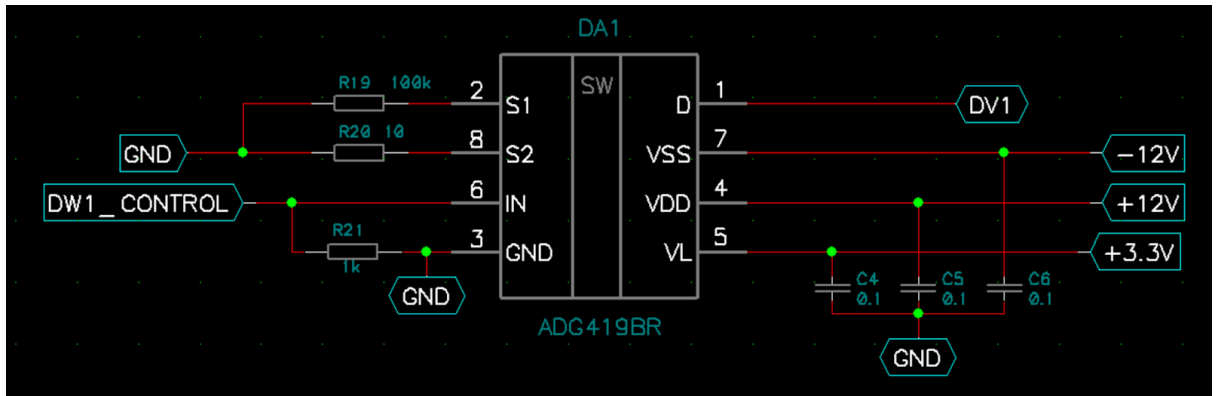 DA1
R19 100k
2
S1
SW
D
1
DV1
GND
R20 10
8
S2
VSS
7
-12V
DW1_CONTROL
6
IN
VDD
4
+12V
R21
1k
3
GND
VL
5
+3.3V
GND
C4
0.1
C5
0.1
C6
0.1
ADG419BR
GND